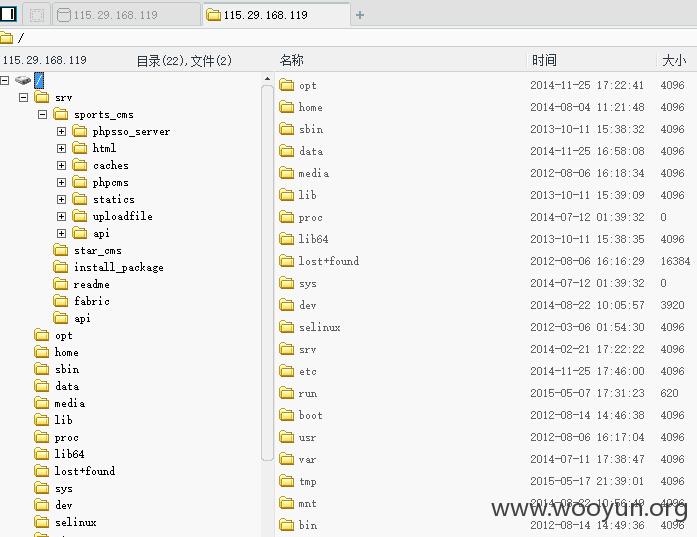 115.29.168.119
115.29.168.119
/
115.29.168.119 目录(22),文件(2)
名称 时间 大小
/
srv
sports_cms
phpsso_server
html
caches
phpcms
statics
uploadfile
api
star_cms
install_package
readme
fabric
api
opt
home
sbin
data
media
lib
proc
lib64
lost+found
sys
dev
selinux
opt 2014-11-25 17:22:41 4096
home 2014-08-04 11:21:48 4096
sbin 2013-10-11 15:38:32 4096
data 2014-11-25 16:58:08 4096
media 2012-08-06 16:18:34 4096
lib 2013-10-11 15:39:09 4096
proc 2014-07-12 01:39:32 0
lib64 2013-10-11 15:38:35 4096
lost+found 2012-08-06 16:16:29 16384
sys 2014-07-12 01:39:32 0
dev 2014-08-22 10:05:57 3920
selinux 2012-03-06 01:54:30 4096
srv 2014-02-21 17:22:22 4096
etc 2014-11-25 17:46:00 4096
run 2015-05-07 17:31:23 620
boot 2012-08-14 14:46:38 4096
usr 2012-08-06 16:17:04 4096
var 2014-07-11 17:38:47 4096
tmp 2015-05-17 21:39:01 4096
mnt 2014-08-22 10:56:49 4096
www.wooyun.org
bin 2012-08-14 14:49:36 4096